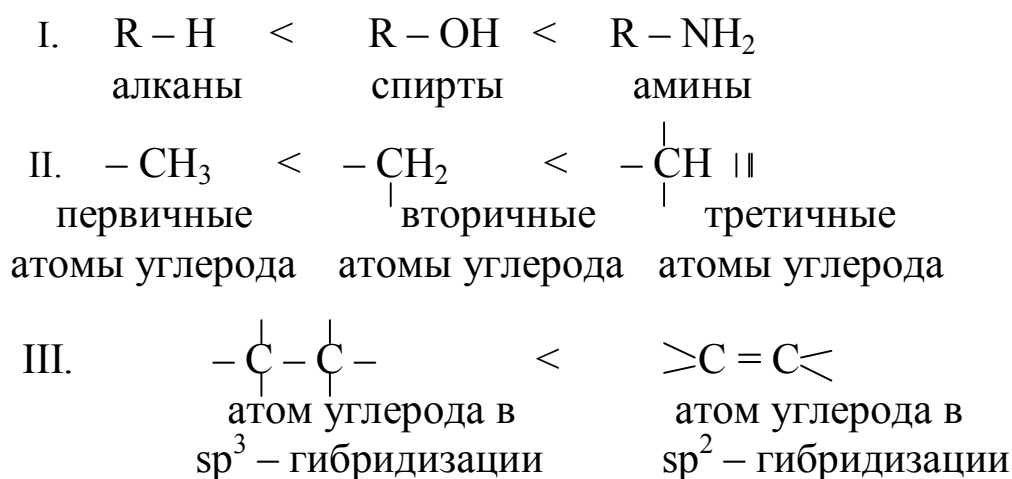 I. R – H < R – OH < R – NH₂
алканы спирты амины
II. – CH₃ < – CH₂ < – CH
первичные вторичные третичные
атомы углерода атомы углерода атомы углерода
III. – C – C – < >C = C<
атом углерода в атом углерода в
sp³ – гибридизации sp² – гибридизации